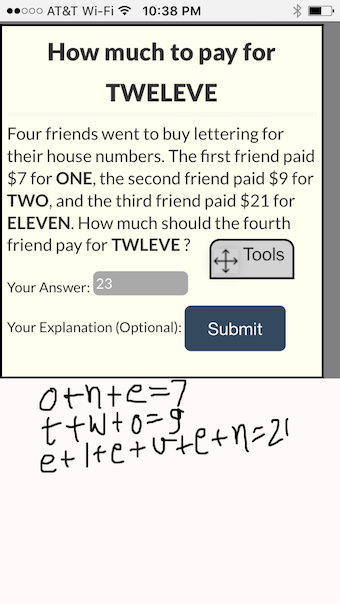 AT&T Wi-Fi 10:38 PM
How much to pay for
TWELEVE
Four friends went to buy lettering for
their house numbers. The first friend paid
$7 for ONE, the second friend paid $9 for
TWO, and the third friend paid $21 for
ELEVEN. How much should the fourth
friend pay for TWLEVE ?
Tools
Your Answer: 23
Your Explanation (Optional): Submit
o+n+e=7
t+w+o=9
e+l+e+v+e+n=21